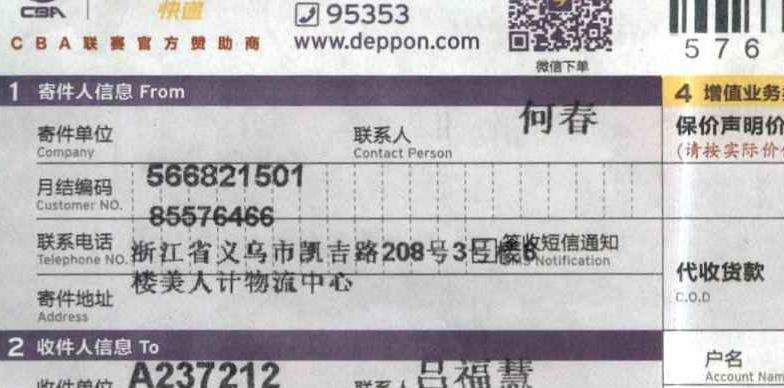 CBA 快递
CBA联赛官方赞助商
95353
www.deppon.com
微信下单
576
1 寄件人信息 From
寄件单位
Company
联系人
Contact Person
何春
月结编码
Customer NO.
566821501
85576466
联系电话
Telephone NO.
浙江省义乌市凯吉路208号3号楼6
签收短信通知
SMS Notification
楼美人计物流中心
寄件地址
Address
2 收件人信息 To
收件单位 A237212
联系人 吕福慧
4 增值业务
保价声明价
(请按实际价
代收货款
C.O.D
户名
Account Nam